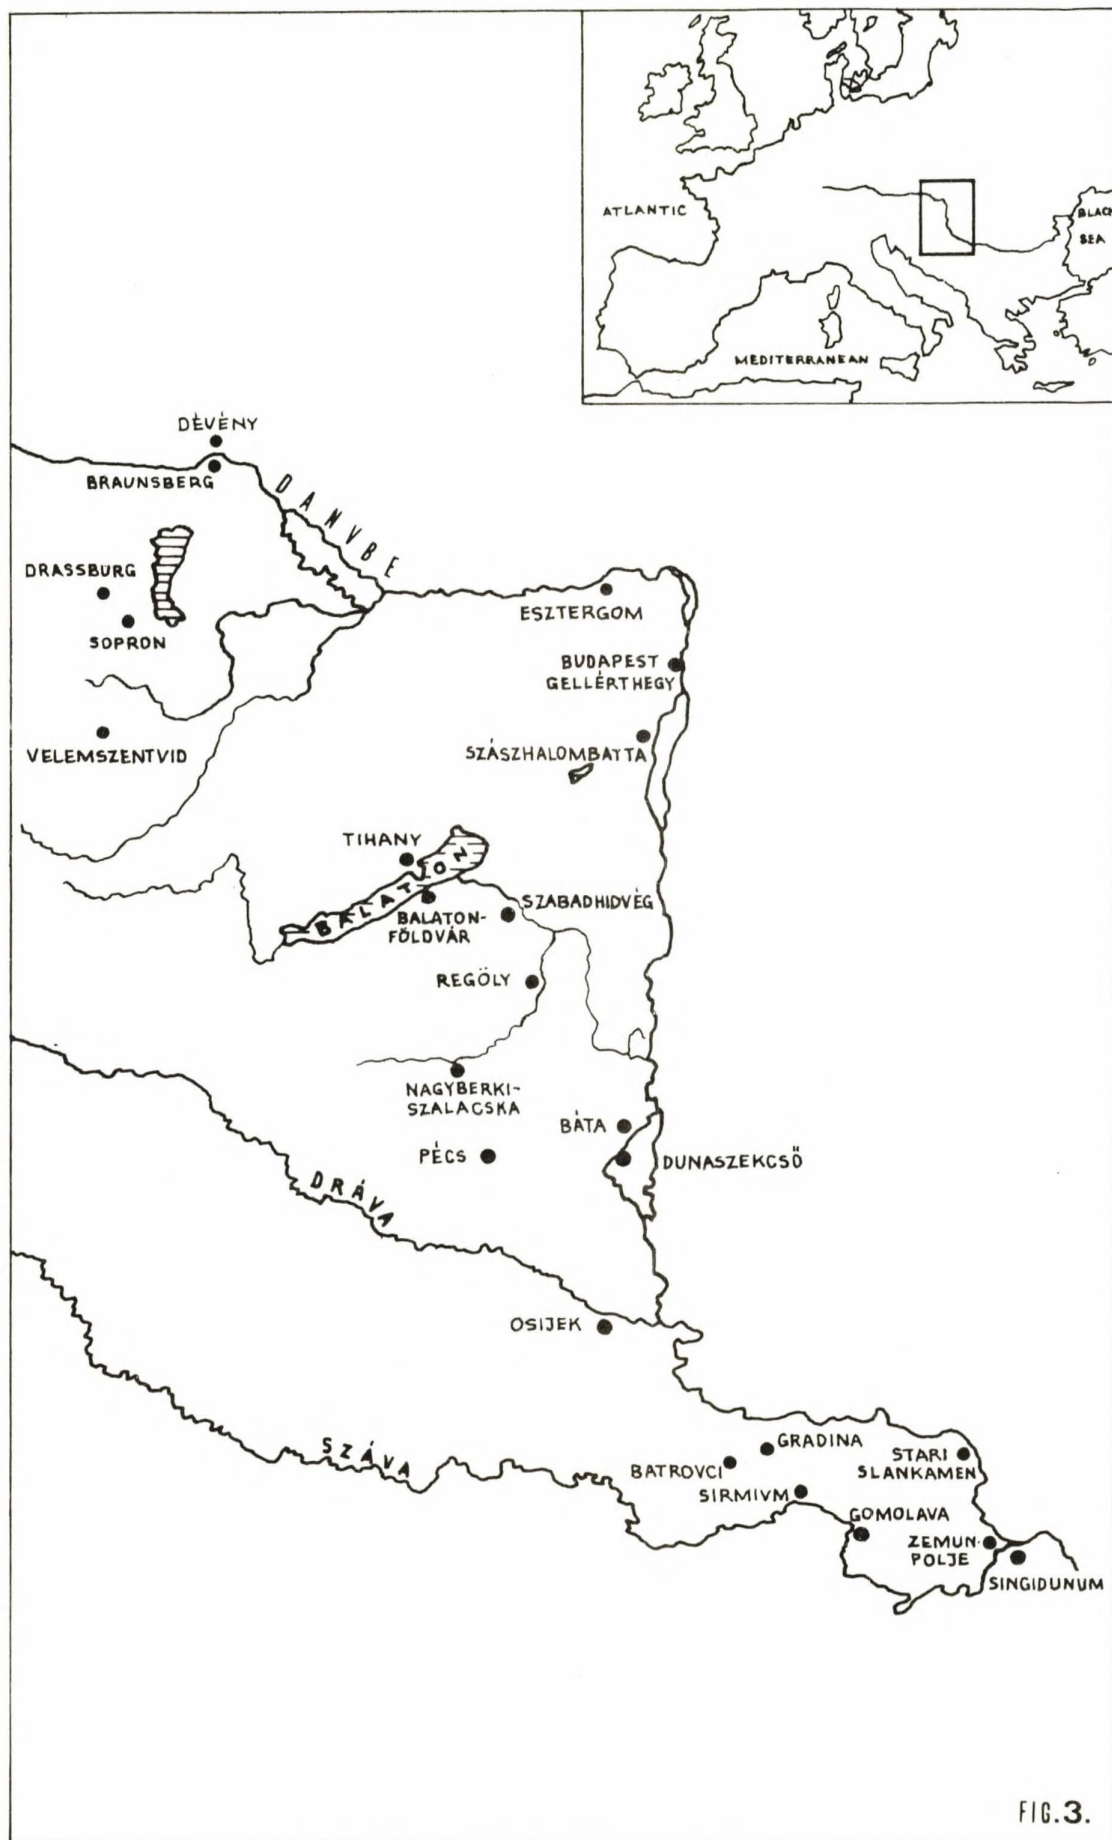 ATLANTIC
BLACK
SEA
MEDITERRANEAN
DÉVÉNY
BRAUNSBERG
DANVBE
DRASSBURG
SOPRON
ESZTERGOM
BUDAPEST
GELLÉRTHEGY
VELEMSZENTVID
SZÁSZHALOMBATTA
TIHANY
BALATON
SZABADHIDVÉG
BALATON-
FÖLDVÁR
REGÖLY
NAGYBERKI-
SZALACSKA
BÁTA
PÉCS
DUNASZEKCSŐ
DRÁVA
OSIJEK
SZÁVA
GRADINA
BATROVCI
STARI
SLANKAMEN
SIRMIVM
GOMOLAVA
ZEMUN-
POLJE
SINGIDUNUM
FIG.3.